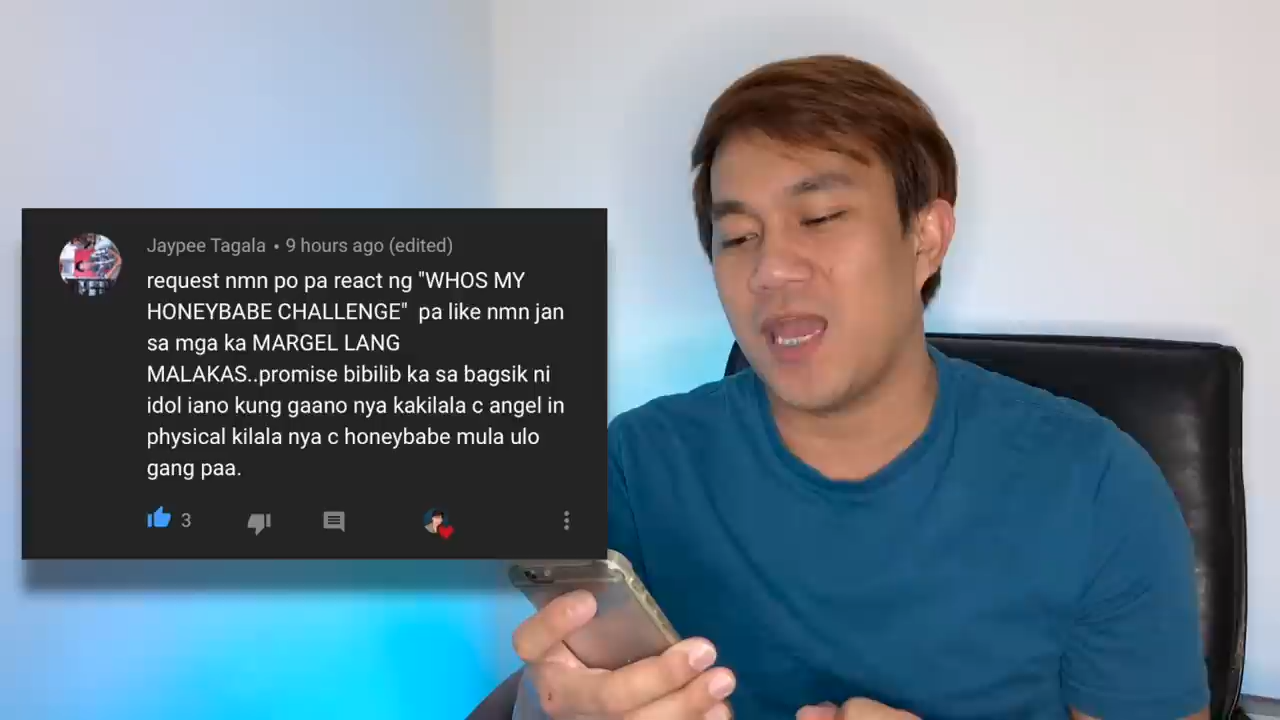 Jaypee Tagala • 9 hours ago (edited)
request nmn po pa react ng "WHOS MY
HONEYBABE CHALLENGE"  pa like nmn jan
sa mga ka MARGEL LANG
MALAKAS..promise bibilib ka sa bagsik ni
idol iano kung gaano nya kakilala c angel in
physical kilala nya c honeybabe mula ulo
gang paa.
3